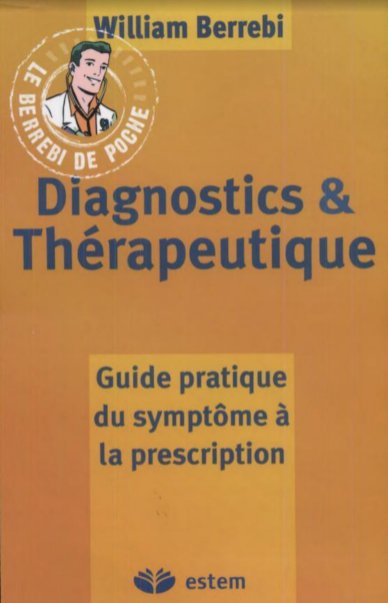 William Berrebi
LE BERREBI DE POCHE
Diagnostics &
Thérapeutique
Guide pratique
du symptôme à
la prescription
estem